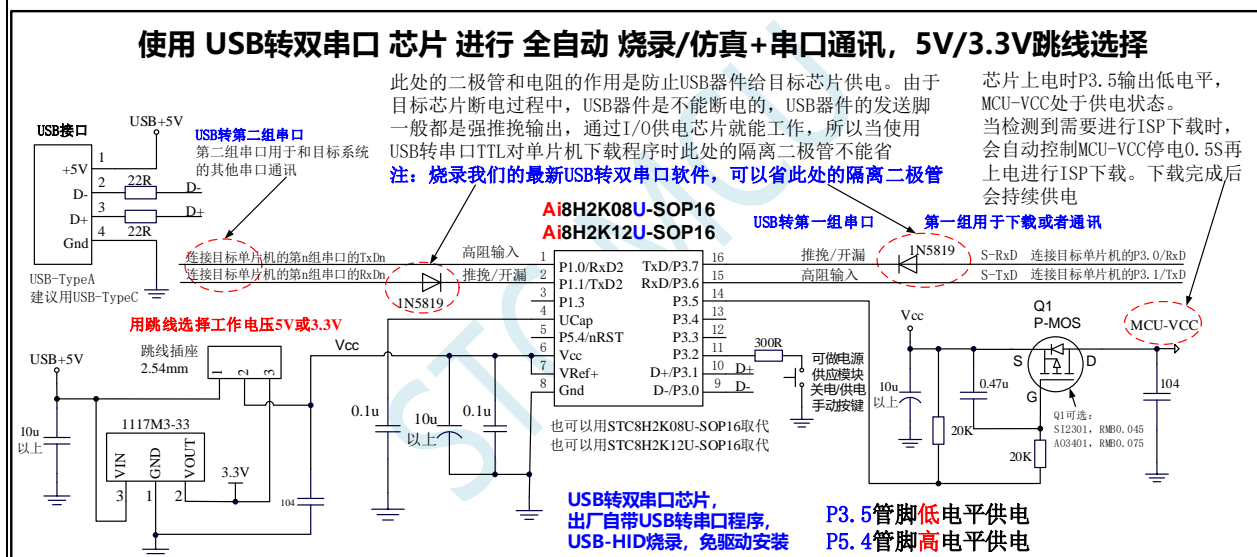 使用 USB转双串口 芯片 进行 全自动 烧录/仿真+串口通讯，5V/3.3V跳线选择
此处的二极管和电阻的作用是防止USB器件给目标芯片供电。由于
目标芯片断电过程中，USB器件是不能断电的，USB器件的发送脚
一般都是强推挽输出，通过I/O供电芯片就能工作，所以当使用
USB转串口TTL对单片机下载程序时此处的隔离二极管不能省
注：烧录我们的最新USB转双串口软件，可以省此处的隔离二极管
芯片上电时P3.5输出低电平，
MCU-VCC处于供电状态。
当检测到需要进行ISP下载时，
会自动控制MCU-VCC停电0.5S再
上电进行ISP下载。下载完成后
会持续供电
USB接口
USB+5V
+5V
1
D-
2
22R
D-
D+
3
22R
D+
Gnd
4
USB-TypeA
建议用USB-TypeC
USB转第二组串口
第二组串口用于和目标系统
的其他串口通讯
连接目标单片机的第n组串口的TxDn
连接目标单片机的第n组串口的RxDn
高阻输入
推挽/开漏
1N5819
Ai8H2K08U-SOP16
Ai8H2K12U-SOP16
1
P1.0/RxD2
2
P1.1/TxD2
3
P1.3
4
UCap
5
P5.4/nRST
6
Vcc
7
VRef+
8
Gnd
TxD/P3.7
16
RxD/P3.6
15
P3.5
14
P3.4
13
P3.3
12
P3.2
11
D+/P3.1
10
D+
D-/P3.0
9
D-
也可以用STC8H2K08U-SOP16取代
也可以用STC8H2K12U-SOP16取代
USB转第一组串口
第一组用于下载或者通讯
推挽/开漏
高阻输入
1N5819
S-RxD
连接目标单片机的P3.0/RxD
S-TxD
连接目标单片机的P3.1/TxD
300R
可做电源
供应模块
关电/供电
手动按键
Vcc
10u
以上
20K
0.47u
20K
Q1
P-MOS
S
D
G
MCU-VCC
104
Q1可选：
SI2301，RMB0.045
AO3401，RMB0.075
用跳线选择工作电压5V或3.3V
USB+5V
跳线插座
2.54mm
1
2
3
10u
以上
1117M3-33
VIN
GND
VOUT
3
1
2
3.3V
104
Vcc
0.1u
10u
以上
0.1u
USB转双串口芯片，
出厂自带USB转串口程序，
USB-HID烧录，免驱动安装
P3.5管脚低电平供电
P5.4管脚高电平供电
STC MCU